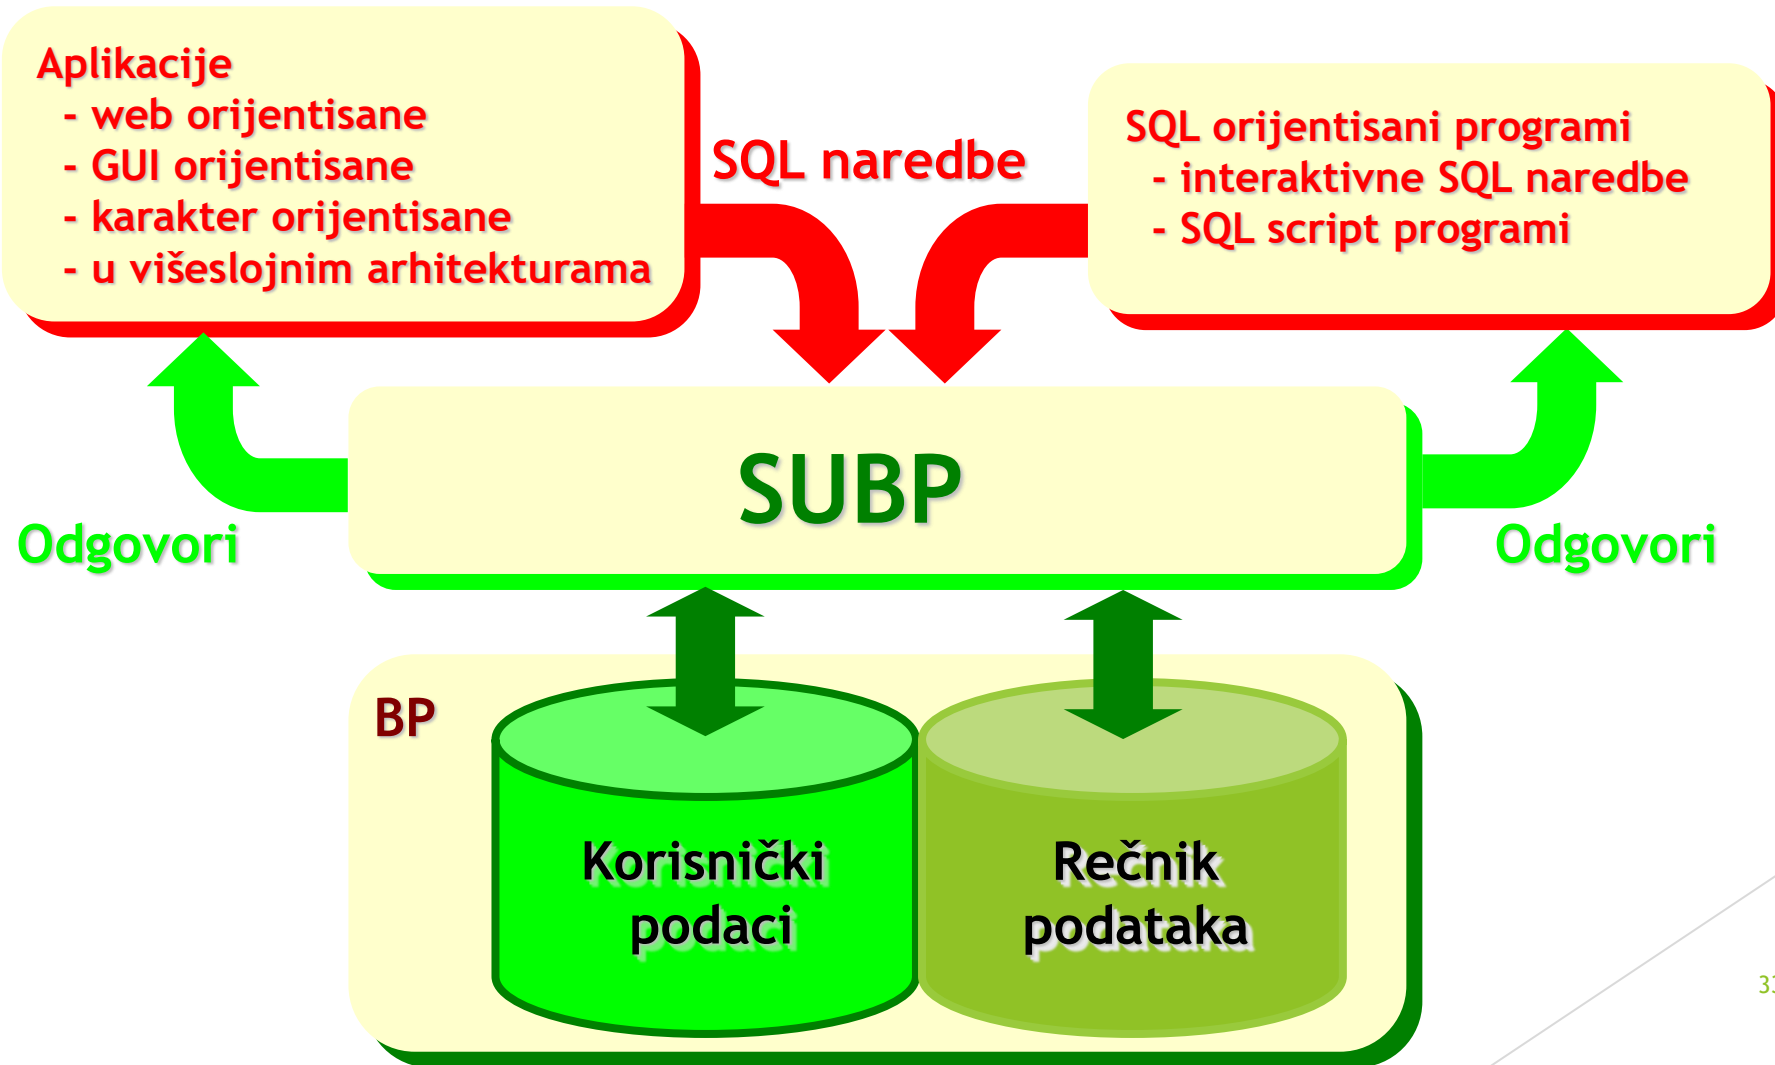 Aplikacije
- web orijentisane
- GUI orijentisane
- karakter orijentisane
- u višeslojnim arhitekturama
SQL naredbe
SQL orijentisani programi
- interaktivne SQL naredbe
- SQL script programi
SUBP
Odgovori
Odgovori
BP
Korisnički
podaci
Rečnik
podataka